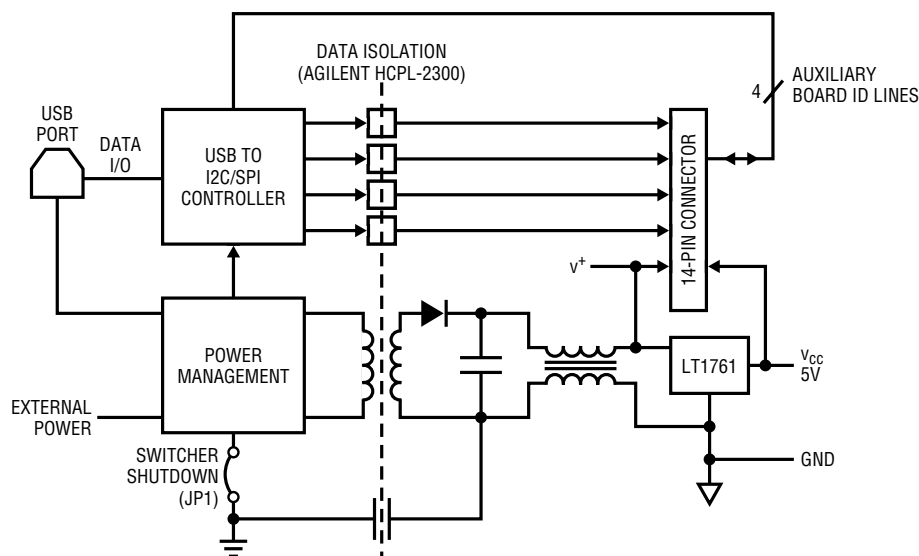 DATA ISOLATION
(AGILENT HCPL-2300)
4
AUXILIARY
BOARD ID LINES
USB
PORT
DATA
I/O
USB TO
I2C/SPI
CONTROLLER
14-PIN CONNECTOR
V+
POWER
MANAGEMENT
LT1761
VCC
5V
EXTERNAL
POWER
SWITCHER
SHUTDOWN
(JP1)
GND